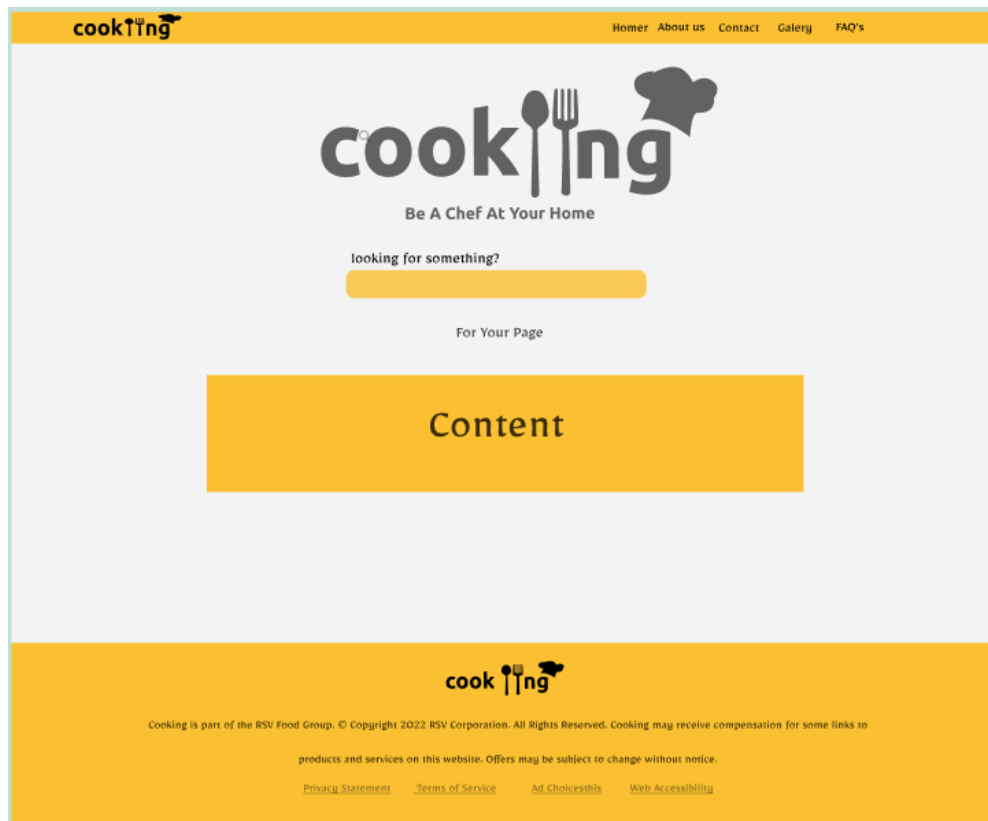 cooking
Homer About us Contact Galery FAQ's
cooking
Be A Chef At Your Home
looking for something?
For Your Page
Content
cooking
Cooking is part of the RSV Food Group. © Copyright 2022 RSV Corporation. All Rights Reserved. Cooking may receive compensation for some links to
products and services on this website. Offers may be subject to change without notice.
Privacy Statement Terms of Service Ad Choicesthis Web Accessibility